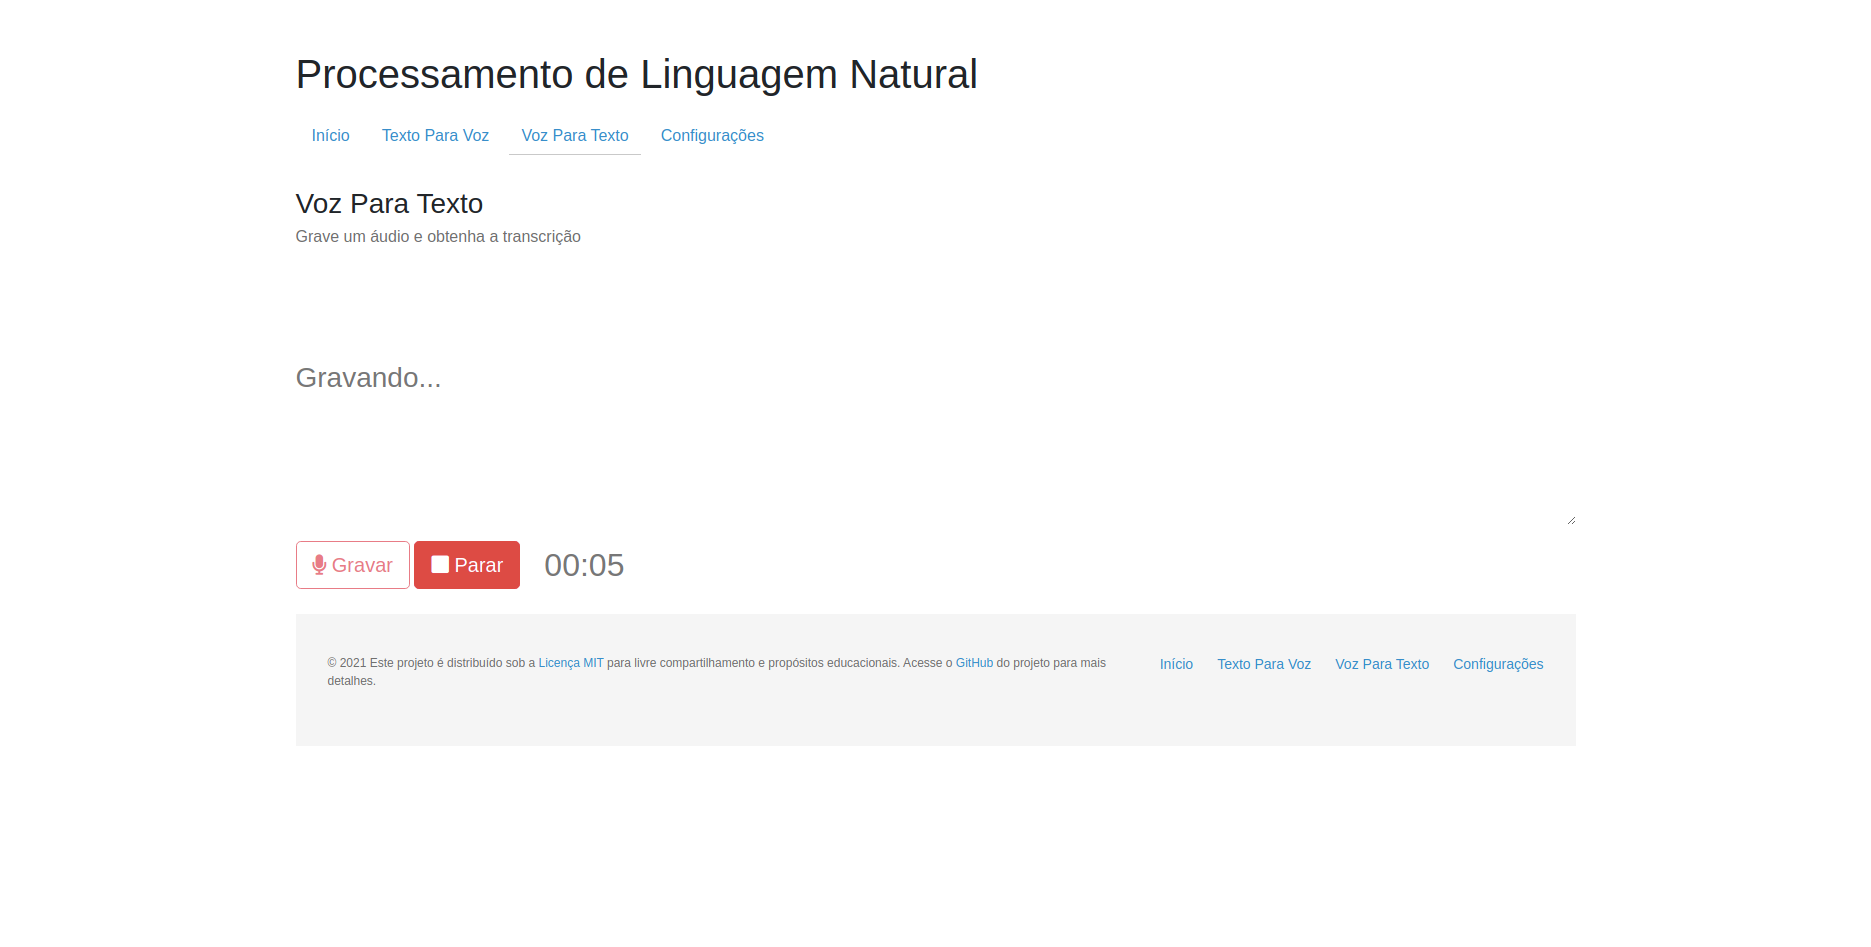 Processamento de Linguagem Natural
Início Texto Para Voz Voz Para Texto Configurações
Voz Para Texto
Grave um áudio e obtenha a transcrição
Gravando...
Gravar Parar 00:05
© 2021 Este projeto é distribuído sob a Licença MIT para livre compartilhamento e propósitos educacionais. Acesse o GitHub do projeto para mais
detalhes.
Início Texto Para Voz Voz Para Texto Configurações